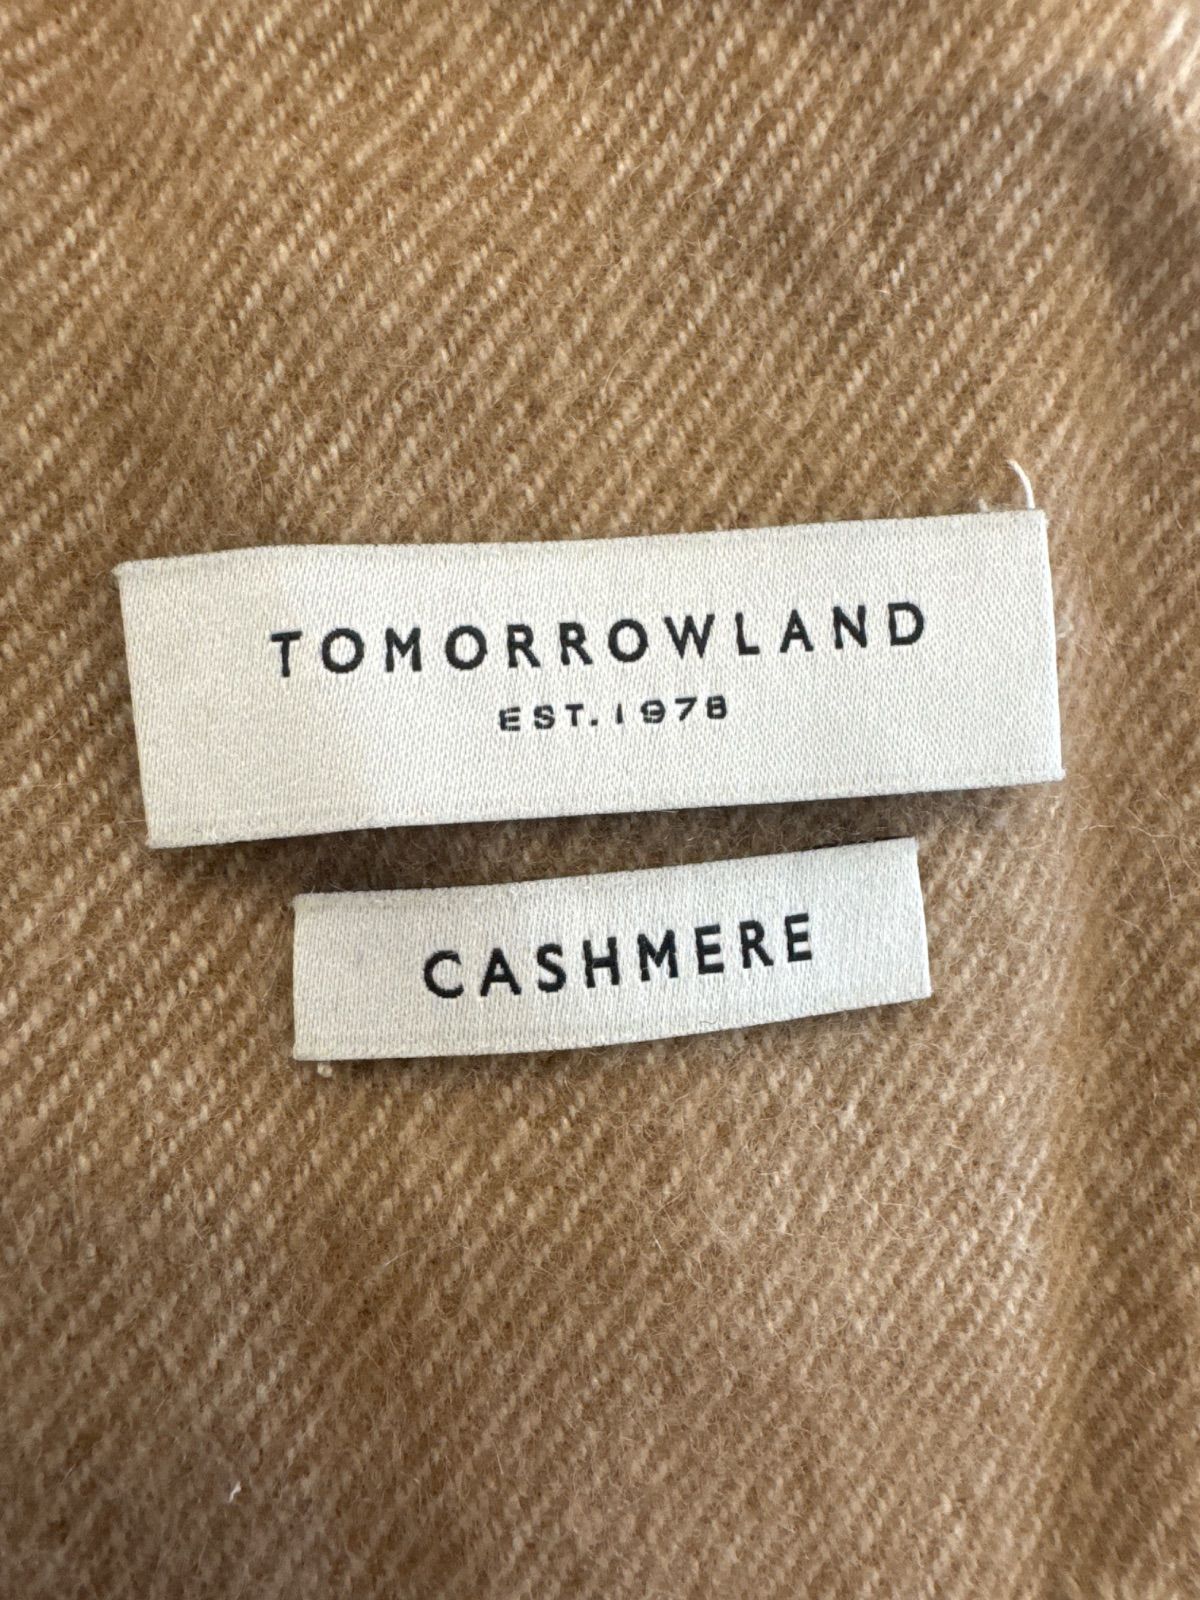 TOMORROWLAND
EST. 1978
CASHMERE